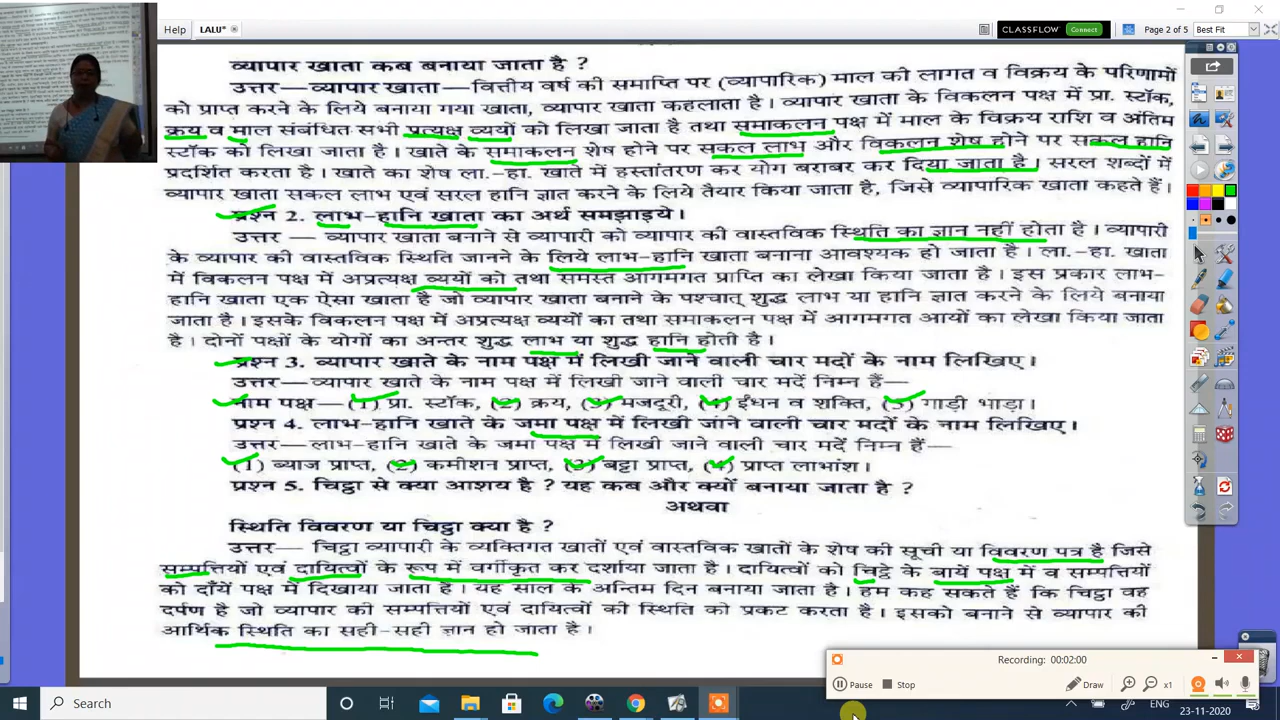 Help LALU* CLASSFLOW Connect Page 2 of 5 Best Fit
व्यापार खाता कब बनाया जाता है ?
उत्तर—व्यापार खाता — वित्तीय वर्ष की समाप्ति पर (व्यापारिक) माल की लागत व विक्रय के परिणामों
को प्राप्त करने के लिये बनाया गया खाता, व्यापार खाता कहलाता है। व्यापार खाते के विकलन पक्ष में प्रा. स्टॉक,
क्रय व माल संबंधित सभी प्रत्यक्ष व्ययों को लिखा जाता है तथा समाकलन पक्ष में माल के विक्रय राशि व अंतिम
स्टॉक को लिखा जाता है। खाते के समाकलन शेष होने पर सकल लाभ और विकलन शेष होने पर सकल हानि
प्रदर्शित करता है। खाते का शेष ला.-हा. खाते में हस्तांतरण कर योग बराबर कर दिया जाता है। सरल शब्दों में
व्यापार खाता सकल लाभ एवं सरल हानि ज्ञात करने के लिये तैयार किया जाता है, जिसे व्यापारिक खाता कहते हैं।
प्रश्न 2. लाभ-हानि खाता का अर्थ समझाइये।
उत्तर — व्यापार खाता बनाने से व्यापारी को व्यापार की वास्तविक स्थिति का ज्ञान नहीं होता है। व्यापारी
के व्यापार की वास्तविक स्थिति जानने के लिये लाभ-हानि खाता बनाना आवश्यक हो जाता है। ला.-हा. खाता
में विकलन पक्ष में अप्रत्यक्ष व्ययों को तथा समस्त आगमगत प्राप्ति का लेखा किया जाता है। इस प्रकार लाभ-
हानि खाता एक ऐसा खाता है जो व्यापार खाता बनाने के पश्चात् शुद्ध लाभ या हानि ज्ञात करने के लिये बनाया
जाता है। इसके विकलन पक्ष में अप्रत्यक्ष व्ययों का तथा समाकलन पक्ष में आगमगत आयों का लेखा किया जाता
है। दोनों पक्षों के योगों का अन्तर शुद्ध लाभ या शुद्ध हानि होती है।
प्रश्न 3. व्यापार खाते के नाम पक्ष में लिखी जाने वाली चार मदों के नाम लिखिए।
उत्तर—व्यापार खाते के नाम पक्ष में लिखी जाने वाली चार मदें निम्न हैं—
नाम पक्ष— (1) प्रा. स्टॉक, (2) क्रय, (3) मजदूरी, (4) ईंधन व शक्ति, (5) गाड़ी भाड़ा।
प्रश्न 4. लाभ-हानि खाते के जमा पक्ष में लिखी जाने वाली चार मदों के नाम लिखिए।
उत्तर—लाभ-हानि खाते के जमा पक्ष में लिखी जाने वाली चार मदें निम्न हैं—
(1) ब्याज प्राप्त, (2) कमीशन प्राप्त, (3) बट्टा प्राप्त, (4) प्राप्त लाभांश।
प्रश्न 5. चिट्ठा से क्या आशय है ? यह कब और क्यों बनाया जाता है ?
अथवा
स्थिति विवरण या चिट्ठा क्या है ?
उत्तर— चिट्ठा व्यापारी के व्यक्तिगत खातों एवं वास्तविक खातों के शेष की सूची या विवरण पत्र है जिसे
सम्पत्तियों एवं दायित्वों के रूप में वर्गीकृत कर दर्शाया जाता है। दायित्वों को चिट्ठे के बायें पक्ष में व सम्पत्तियों
को दाँयें पक्ष में दिखाया जाता है। यह साल के अन्तिम दिन बनाया जाता है। हम कह सकते हैं कि चिट्ठा वह
दर्पण है जो व्यापार की सम्पत्तियों एवं दायित्वों की स्थिति को प्रकट करता है। इसको बनाने से व्यापार की
आर्थिक स्थिति का सही-सही ज्ञान हो जाता है।
Recording: 00:02:00
Pause Stop Draw x1
Search ENG 23-11-2020